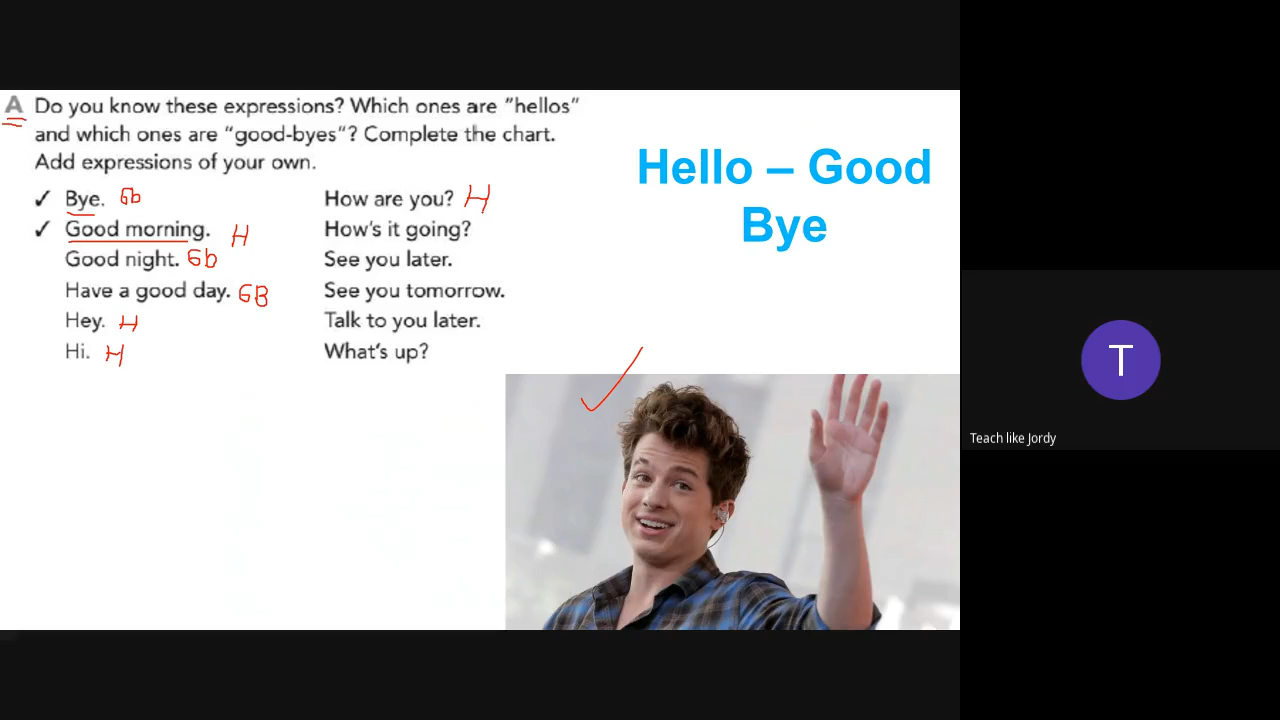 A Do you know these expressions? Which ones are "hellos"
and which ones are "good-byes"? Complete the chart.
Add expressions of your own.
✓ Bye. Gb
✓ Good morning. H
Good night. Gb
Have a good day. GB
Hey. H
Hi. H
How are you? H
How's it going?
See you later.
See you tomorrow.
Talk to you later.
What's up?
Hello – Good
Bye
T
Teach like Jordy